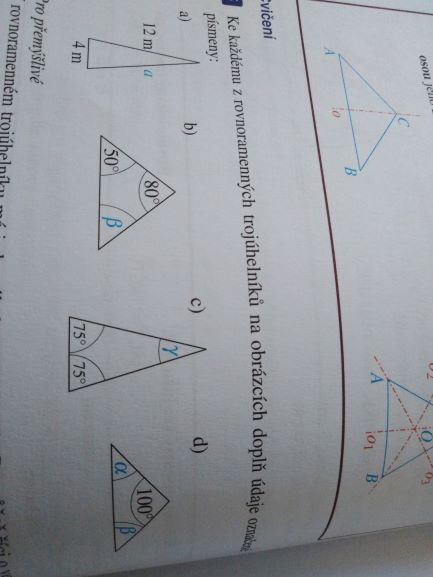 osou
C
A
B
o
A
B
O
o₁
o₂
o₃
Cvičení
Ke každému z rovnoramenných trojúhelníků na obrázcích doplň údaje označené
písmeny:
a)
b)
c)
d)
12 m
a
4 m
80°
50°
β
γ
75°
75°
100°
α
β
Pro přemýšlivé
rovnoramenném trojúhelníku